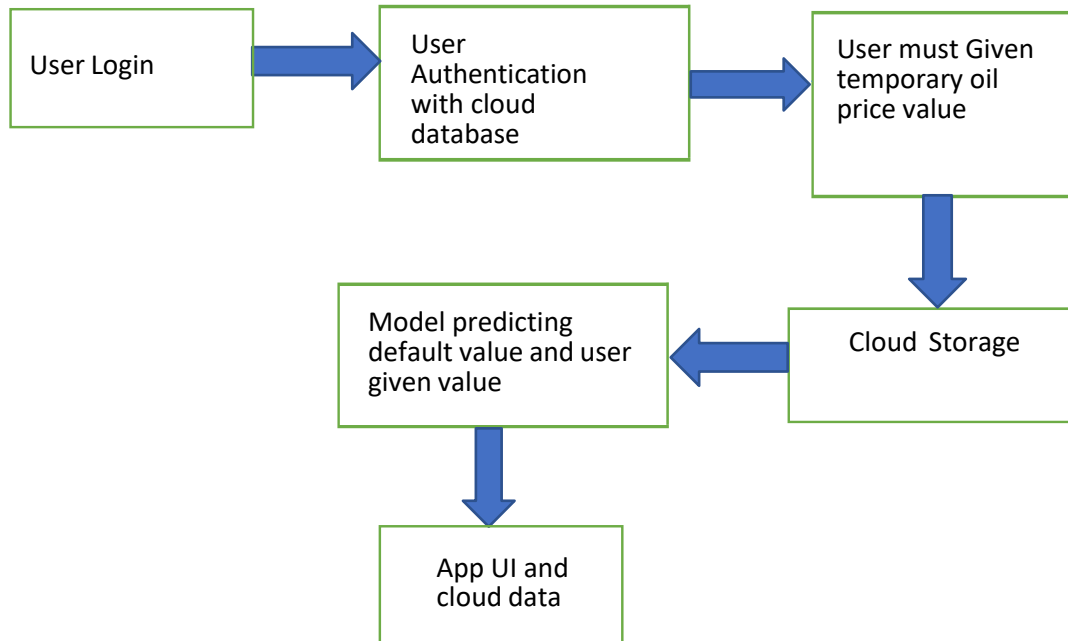 User Login
User
Authentication
with cloud
database
User must Given
temporary oil
price value
Cloud Storage
Model predicting
default value and user
given value
App UI and
cloud data